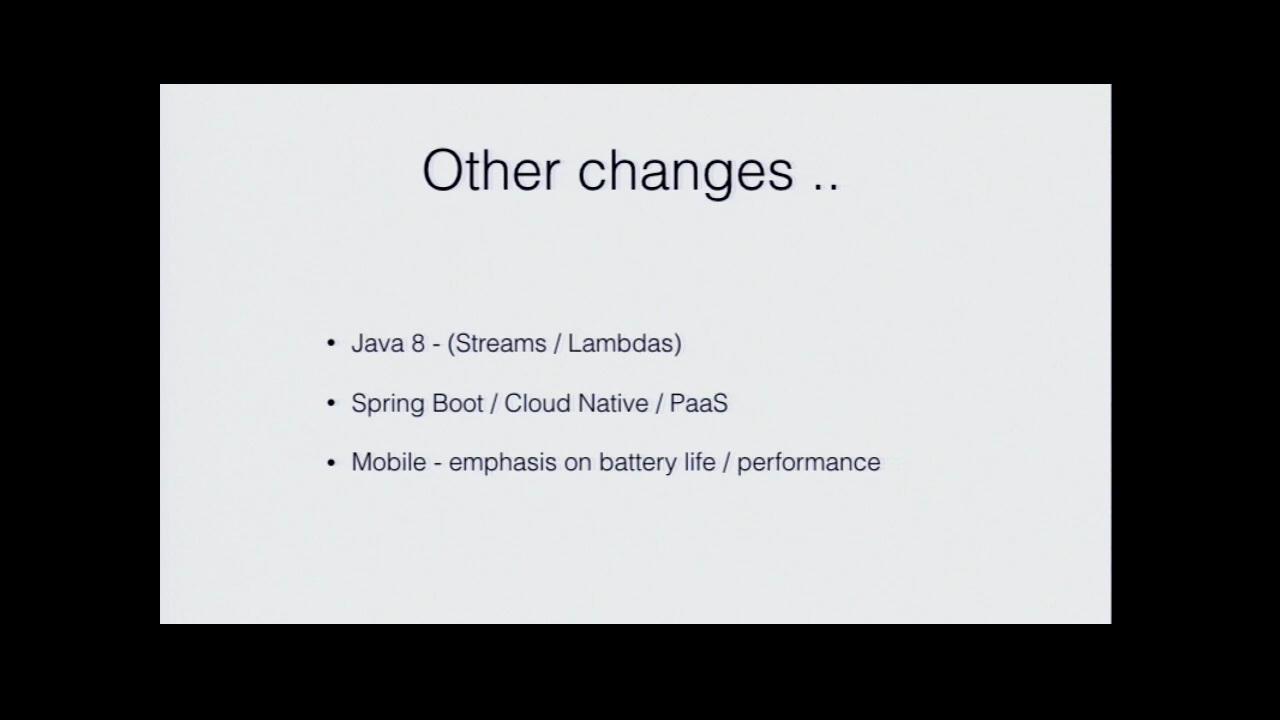 Other changes ..
• Java 8 - (Streams / Lambdas)
• Spring Boot / Cloud Native / PaaS
• Mobile - emphasis on battery life / performance